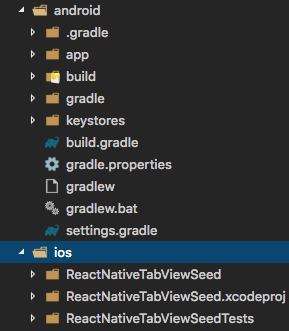 android
.gradle
app
build
gradle
keystores
build.gradle
gradle.properties
gradlew
gradlew.bat
settings.gradle
ios
ReactNativeTabViewSeed
ReactNativeTabViewSeed.xcodeproj
ReactNativeTabViewSeedTests